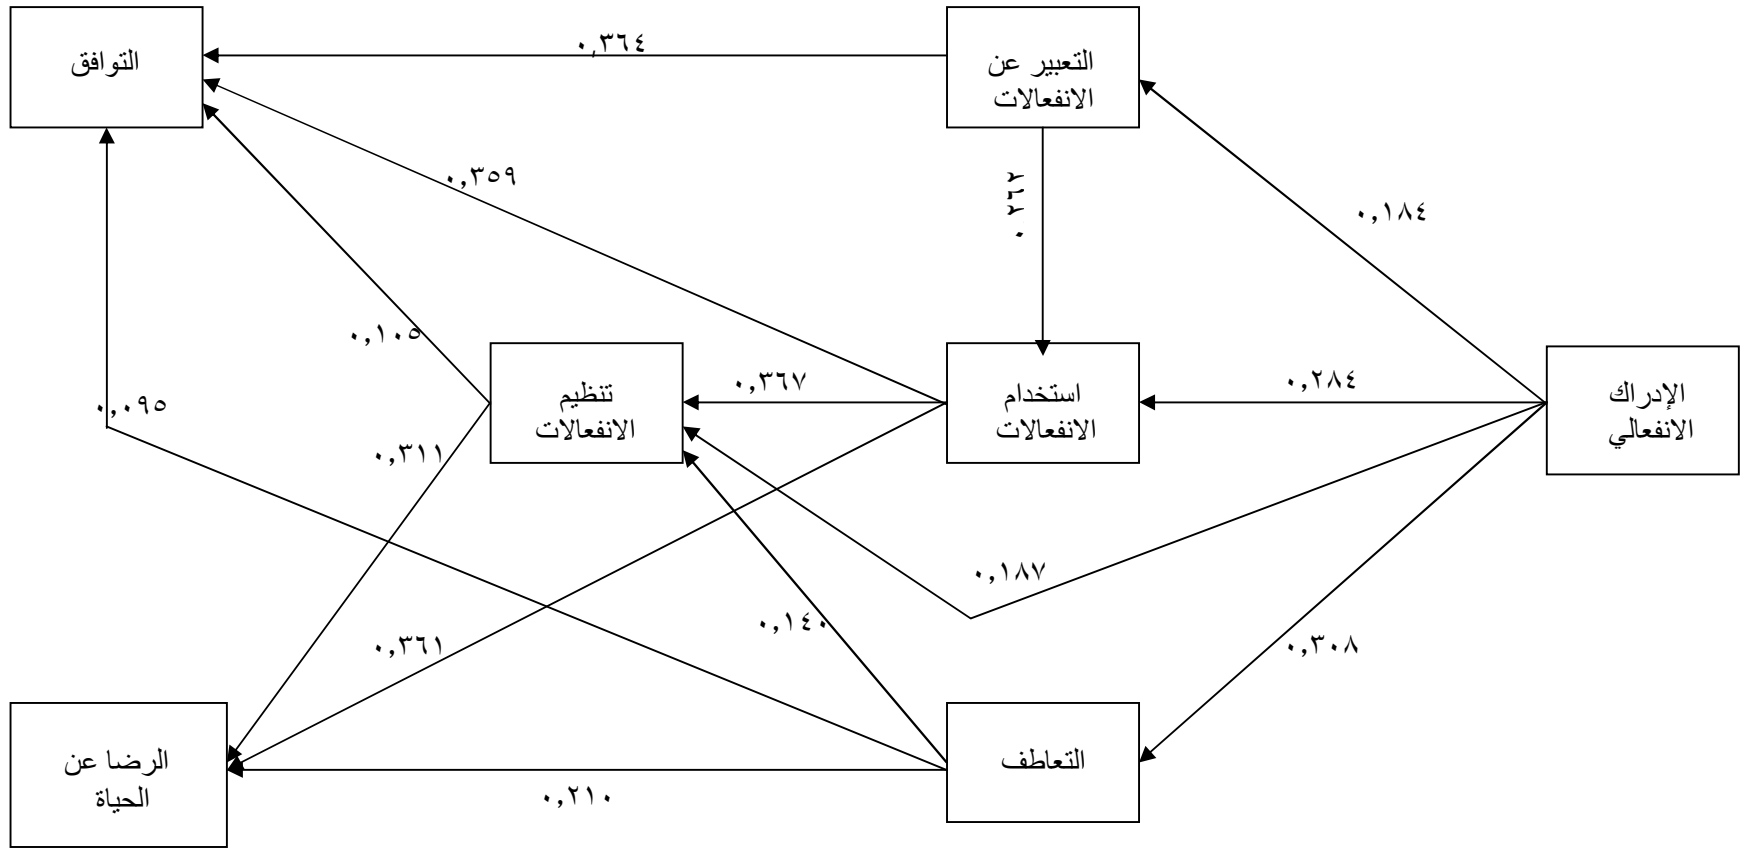 التعبير عن
الانفعالات
٠,٣٦٤
التوافق
٠,٣٥٩
٠,٢٦٢
٠,١٨٤
٠,١٠٥
الإدراك
الانفعالي
٠,٢٨٤
استخدام
الانفعالات
٠,٣٦٧
تنظيم
الانفعالات
٠,٠٩٥
٠,٣١١
٠,١٨٧
٠,١٤٠
٠,٣٠٨
٠,٣٦١
التعاطف
٠,٢١٠
الرضا عن
الحياة